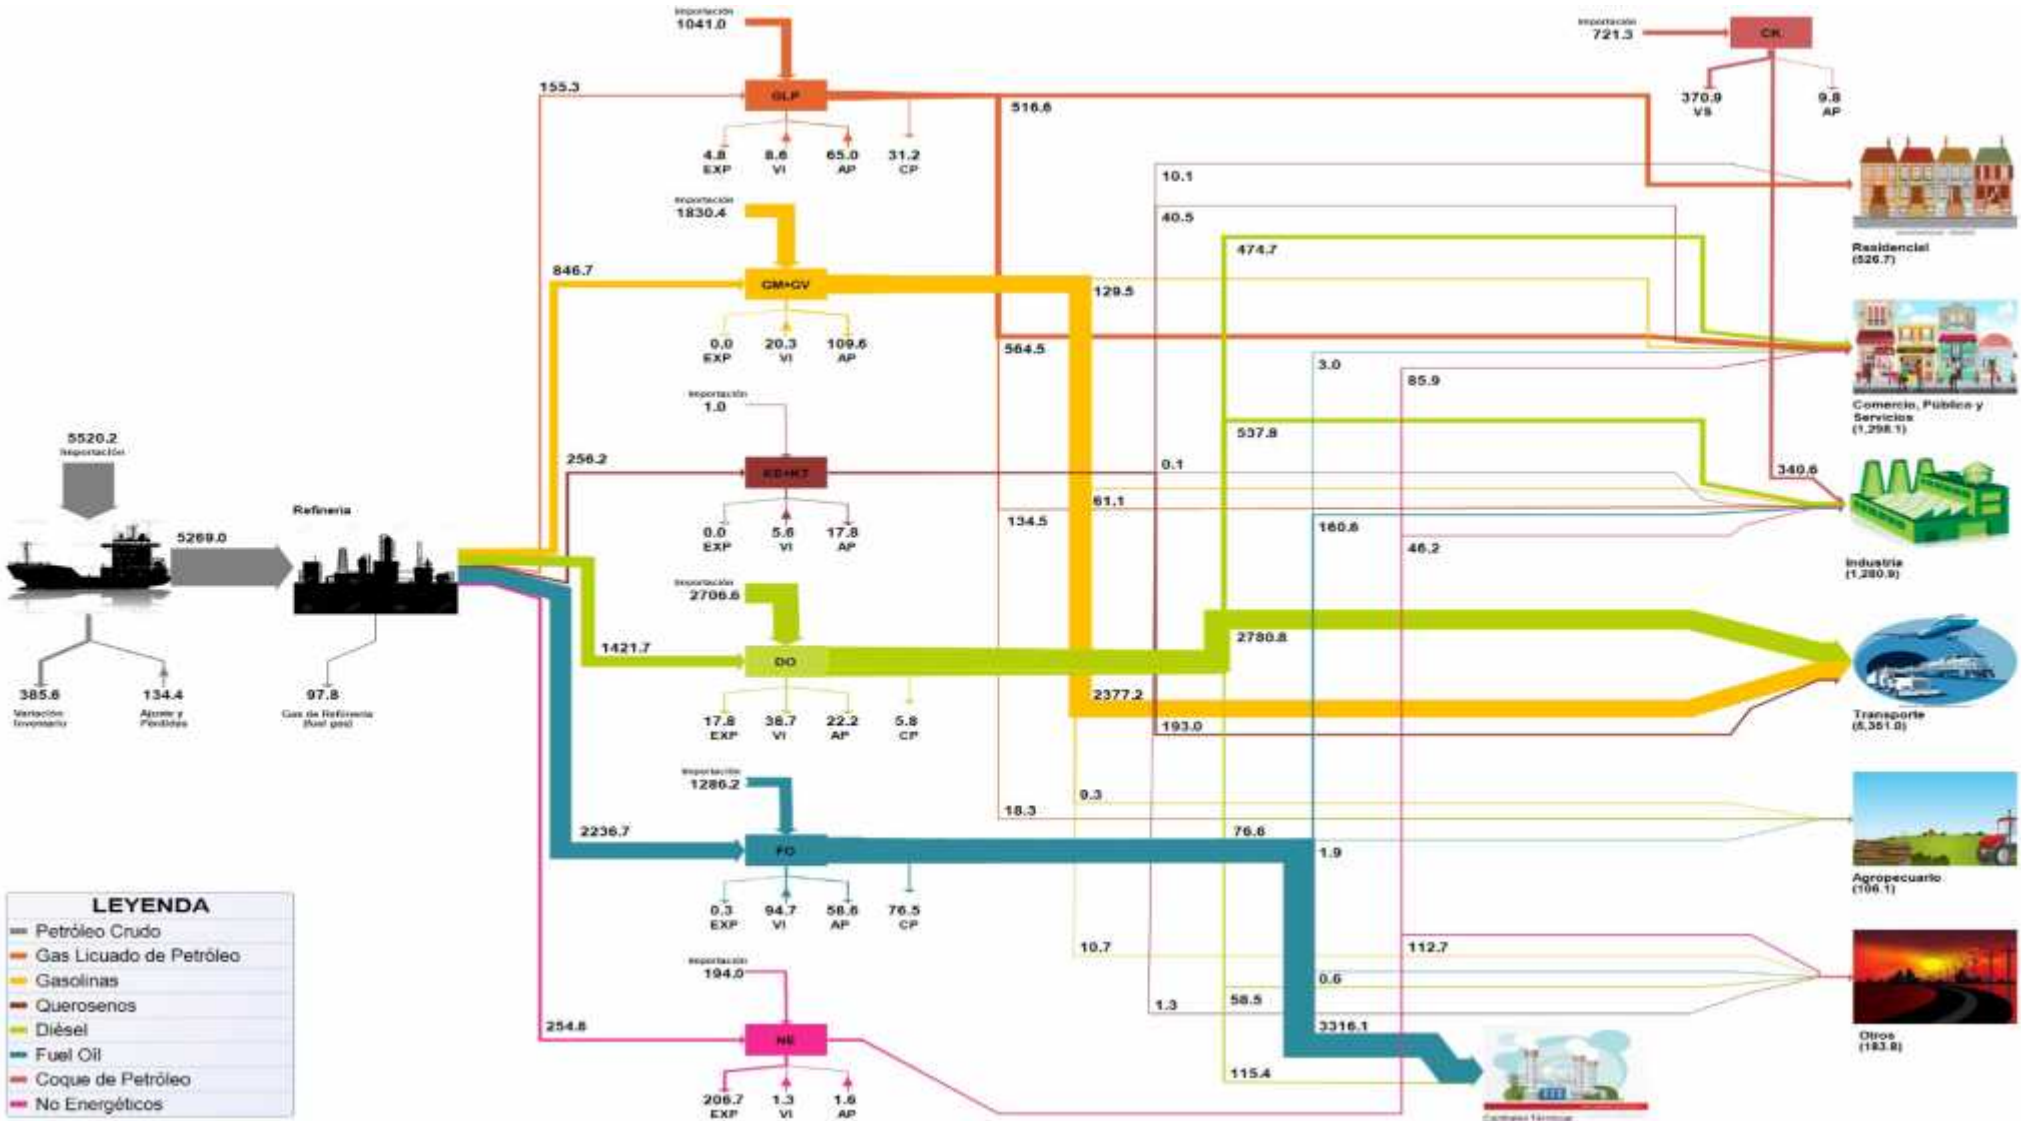 Importación
1041.0
155.3
GLP
4.8
EXP
8.6
VI
65.0
AP
31.2
CP
516.6
Importación
721.3
CK
370.9
VS
9.8
AP
10.1
40.5
Residencial
(526.7)
Importación
1830.4
846.7
GM+GV
0.0
EXP
20.3
VI
109.6
AP
474.7
129.5
564.5
3.0
85.9
Comercio, Público y
Servicios
(1,298.1)
Importación
1.0
256.2
KE+KT
0.0
EXP
5.6
VI
17.8
AP
537.8
0.1
61.1
134.5
160.6
46.2
340.6
Industria
(1,280.9)
5520.2
Importación
5269.0
Refinería
385.6
Variación
Inventario
134.4
Ajuste y
Pérdidas
97.8
Gas de Refinería
(fuel gas)
Importación
2706.6
1421.7
DO
17.8
EXP
38.7
VI
22.2
AP
5.8
CP
2780.8
2377.2
193.0
Transporte
(5,351.0)
Importación
1286.2
2236.7
FO
0.3
EXP
94.7
VI
58.6
AP
76.5
CP
9.3
18.3
76.6
1.9
Agropecuario
(106.1)
Importación
194.0
254.8
NE
206.7
EXP
1.3
VI
1.6
AP
10.7
112.7
0.6
58.5
1.3
3316.1
115.4
Otros
(183.8)
Centrales Térmicas
LEYENDA
Petróleo Crudo
Gas Licuado de Petróleo
Gasolinas
Querosenos
Diésel
Fuel Oil
Coque de Petróleo
No Energéticos